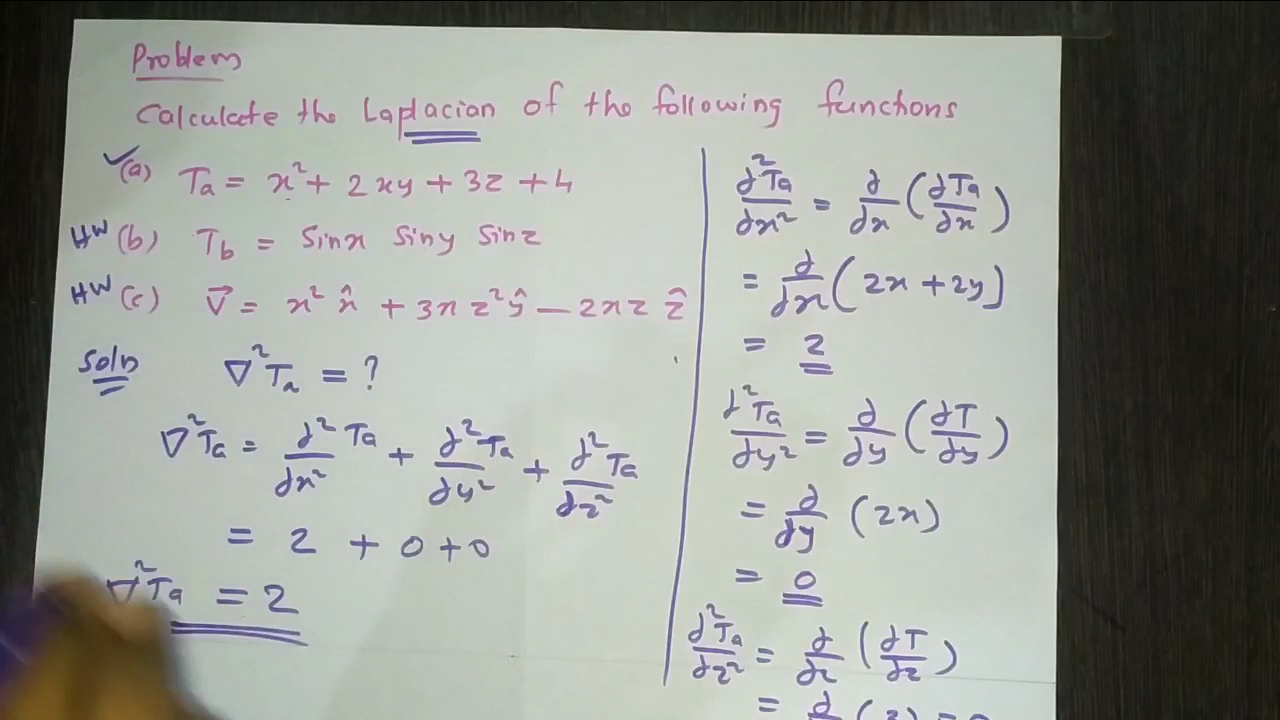 Problem
Calculate the Laplacian of the following functions
✓(a) Ta = x² + 2xy + 3z + 4
HW (b) Tb = Sinx Siny Sinz
HW (c) V⃗ = x² x̂ + 3xz² ŷ − 2xz ẑ
Soln ∇²Ta = ?
∇²Ta = ∂²Ta/∂x² + ∂²Ta/∂y² + ∂²Ta/∂z²
= 2 + 0 + 0
∇²Ta = 2
∂²Ta/∂x² = ∂/∂x (∂Ta/∂x)
= ∂/∂x (2x + 2y)
= 2
∂²Ta/∂y² = ∂/∂y (∂T/∂y)
= ∂/∂y (2x)
= 0
∂²Ta/∂z² = ∂/∂z (∂T/∂z)